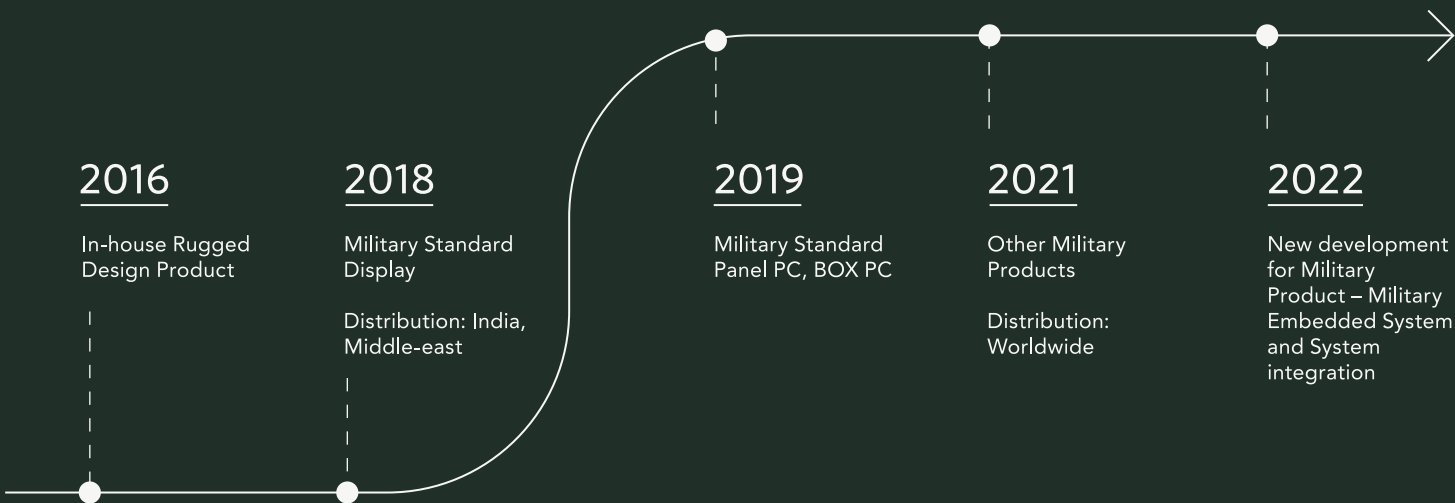 2016
In-house Rugged
Design Product
2018
Military Standard
Display
Distribution: India,
Middle-east
2019
Military Standard
Panel PC, BOX PC
2021
Other Military
Products
Distribution:
Worldwide
2022
New development
for Military
Product – Military
Embedded System
and System
integration